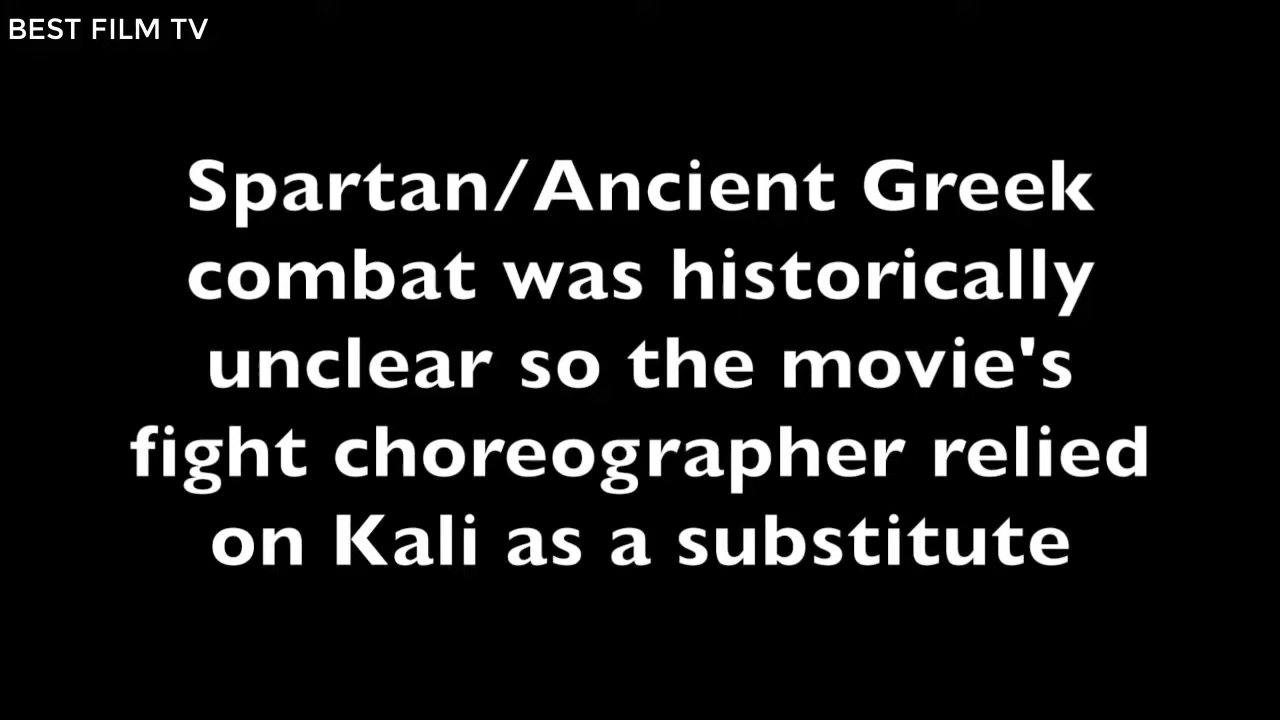 BEST FILM TV
Spartan/Ancient Greek
combat was historically
unclear so the movie's
fight choreographer relied
on Kali as a substitute